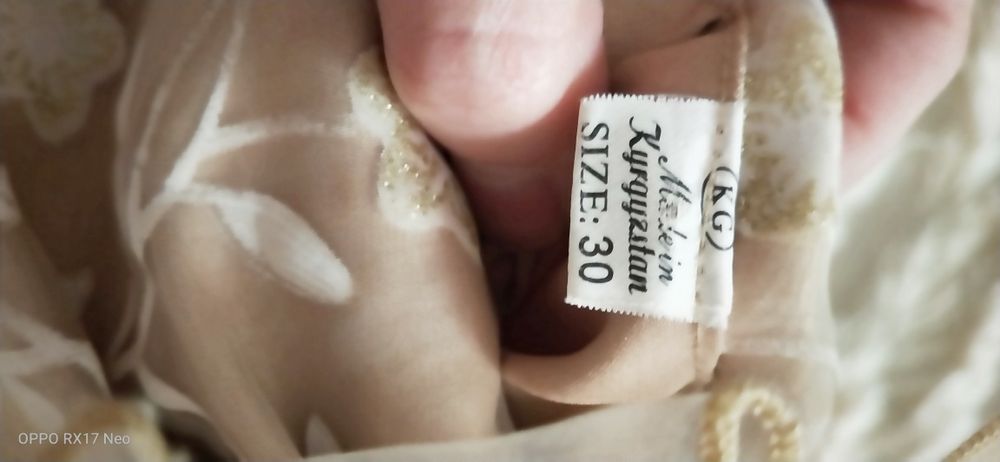 KG
Made in
Kyrgyzstan
SIZE: 30
OPPO RX17 Neo